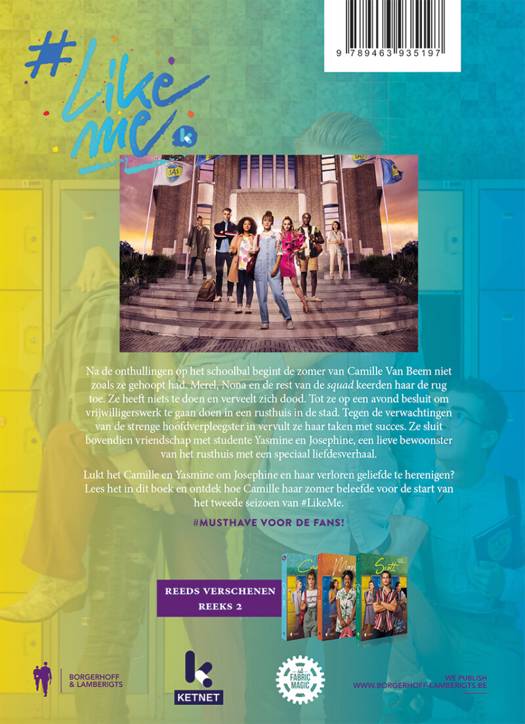 9 789463 935197
#Like
me
k
Na de onthullingen op het schoolbal begint de zomer van Camille Van Beem niet
zoals ze gehoopt had. Merel, Nona en de rest van de squad keerden haar de rug
toe. Ze heeft niets te doen en verveelt zich dood. Tot ze op een avond besluit om
vrijwilligerswerk te gaan doen in een rusthuis in de stad. Tegen de verwachtingen
van de strenge hoofdverpleegster in vervult ze haar taken met succes. Ze sluit
bovendien vriendschap met studente Yasmine en Josephine, een lieve bewoonster
van het rusthuis met een speciaal liefdesverhaal.
Lukt het Camille en Yasmine om Josephine en haar verloren geliefde te herenigen?
Lees het in dit boek en ontdek hoe Camille haar zomer beleefde voor de start van
het tweede seizoen van #LikeMe.
#MUSTHAVE VOOR DE FANS!
REEDS VERSCHENEN
REEKS 2
Scott
BORGERHOFF
& LAMBERIGTS
k
KETNET
FABRIC
MAGIC
WE PUBLISH
WWW.BORGERHOFF-LAMBERIGTS.BE